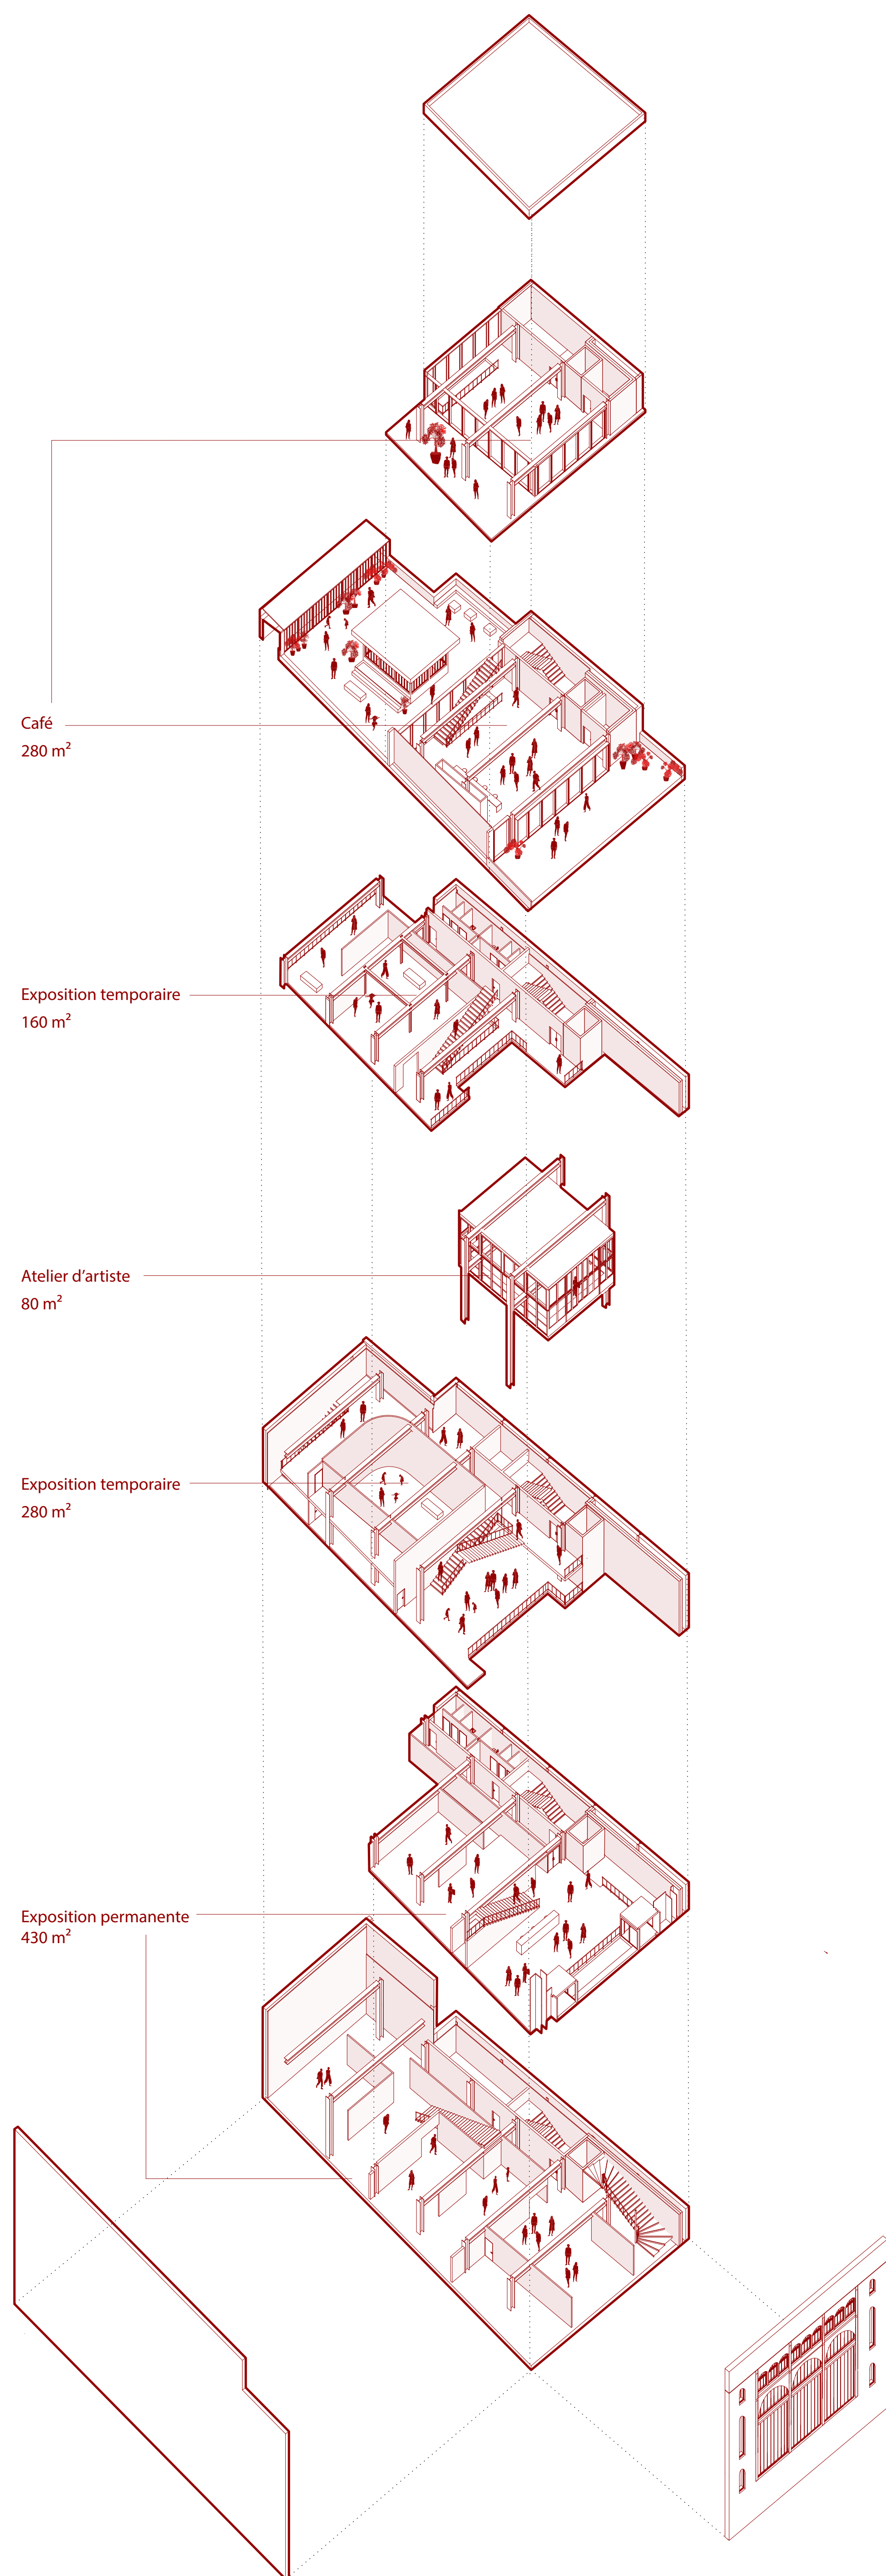 Café
280 m²
Exposition temporaire
160 m²
Atelier d’artiste
80 m²
Exposition temporaire
280 m²
Exposition permanente
430 m²